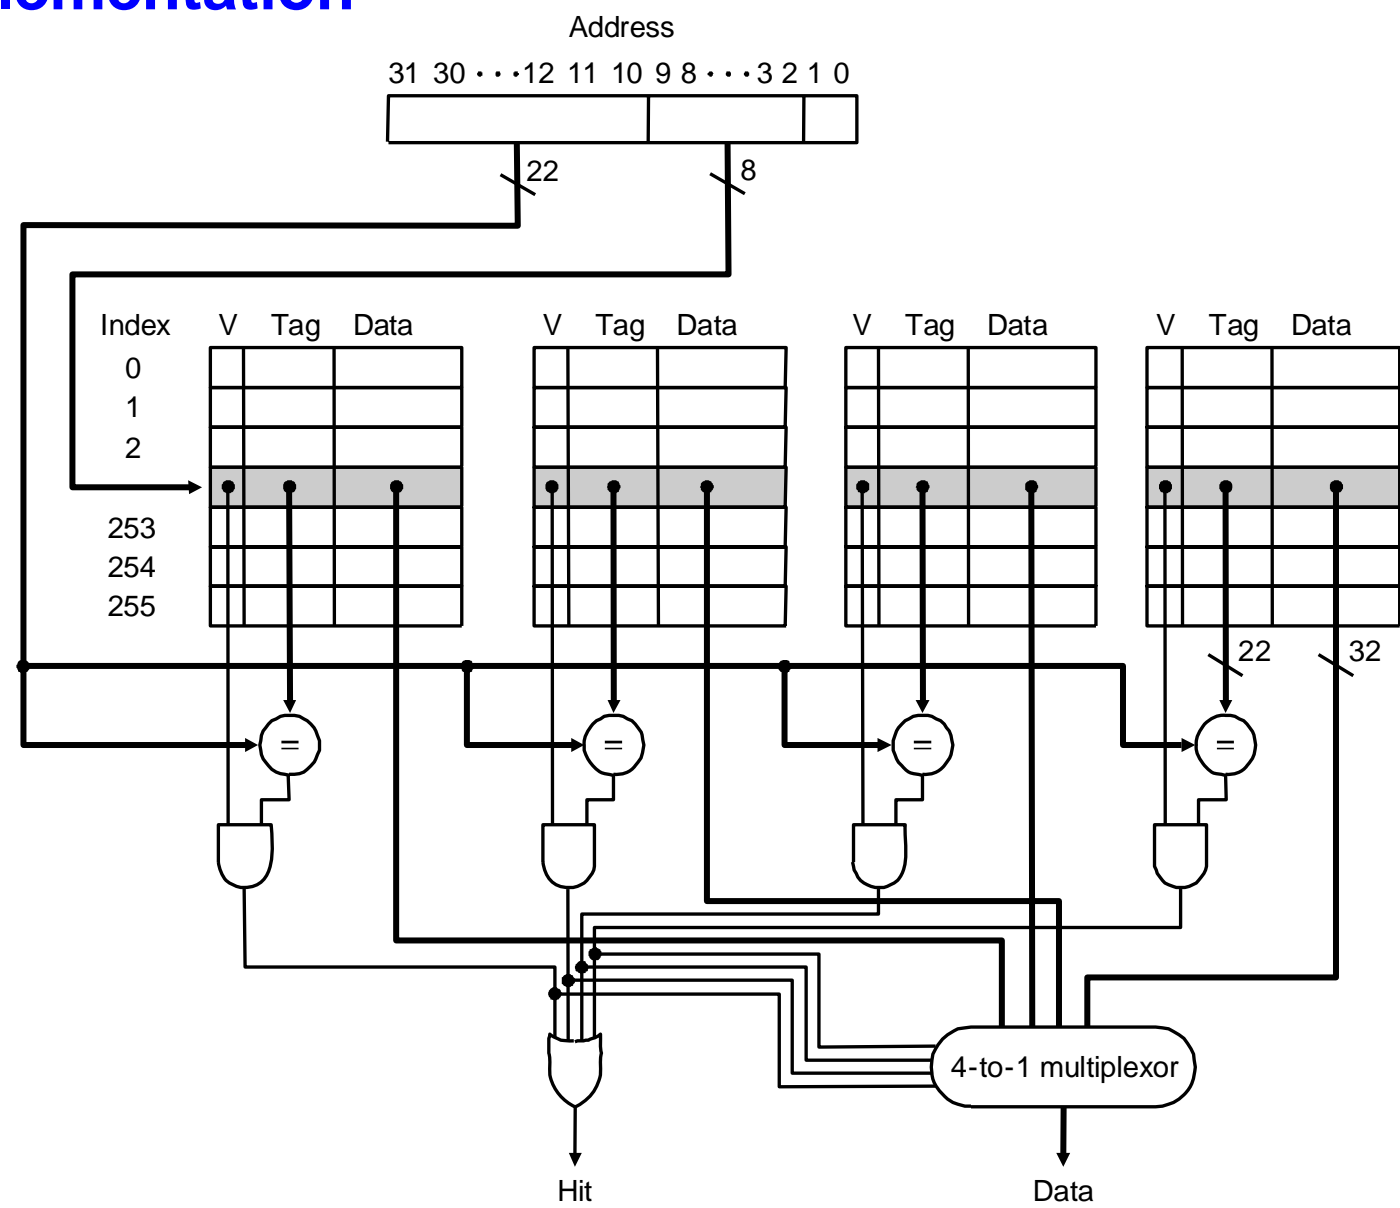 Address
31 30 · · · 12 11 10 9 8 · · · 3 2 1 0
22 8
Index V Tag Data V Tag Data V Tag Data V Tag Data
0
1
2
253
254
255
22 32
= = = =
4-to-1 multiplexor
Hit Data